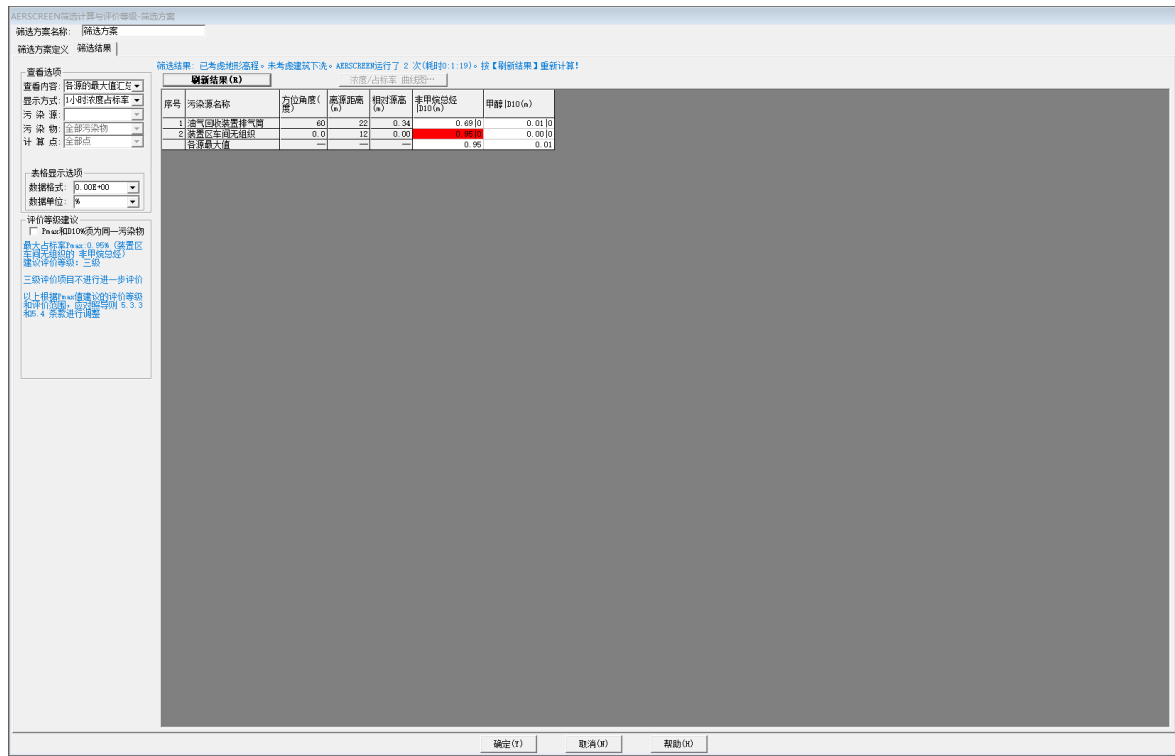 AERSCREEN筛选计算与评价等级-筛选方案
筛选方案名称: 筛选方案
筛选方案定义 筛选结果
筛选结果: 已考虑地形高程。未考虑建筑下洗。AERSCREEN运行了 2 次(耗时0:1:19)。按【刷新结果】重新计算!
查看选项
查看内容: 各源的最大值汇总
显示方式: 1小时浓度占标率
污 染 源:
污 染 物: 全部污染物
计 算 点: 全部点
表格显示选项
数据格式: 0.00E+00
数据单位: %
评价等级建议
Pmax和D10%须为同一污染物
最大占标率Pmax:0.95% (装置区
车间无组织的 非甲烷总烃)
建议评价等级: 三级
三级评价项目不进行进一步评价
以上根据Pmax值建议的评价等级
和评价范围, 应对照导则 5.3.3
和5.4 条款进行调整
刷新结果(R) 浓度/占标率 曲线图…
序号 污染源名称 方位角度(度) 离源距离(m) 相对源高(m) 非甲烷总烃|D10(m) 甲醇|D10(m)
1 油气回收装置排气筒 60 22 0.34 0.69|0 0.01|0
2 装置区车间无组织 0.0 12 0.00 0.95|0 0.00|0
各源最大值 — — — 0.95 0.01
确定(Y) 取消(N) 帮助(H)